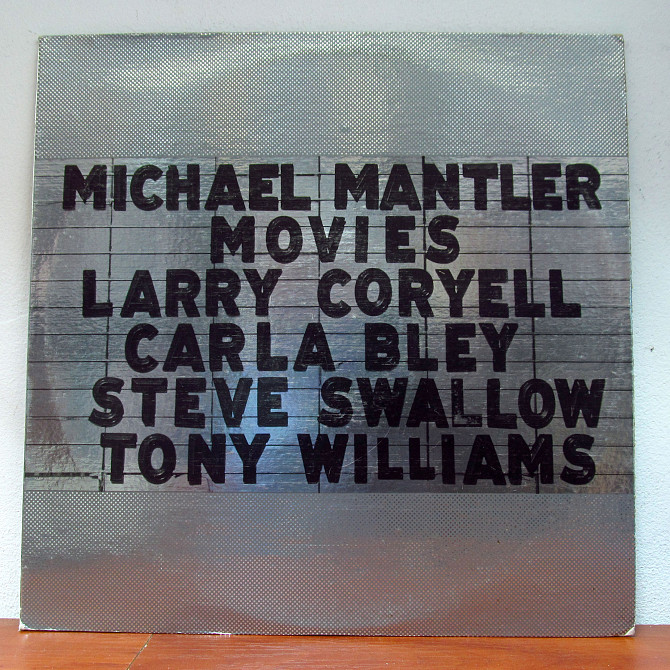 MICHAEL MANTLER
MOVIES
LARRY CORYELL
CARLA BLEY
STEVE SWALLOW
TONY WILLIAMS